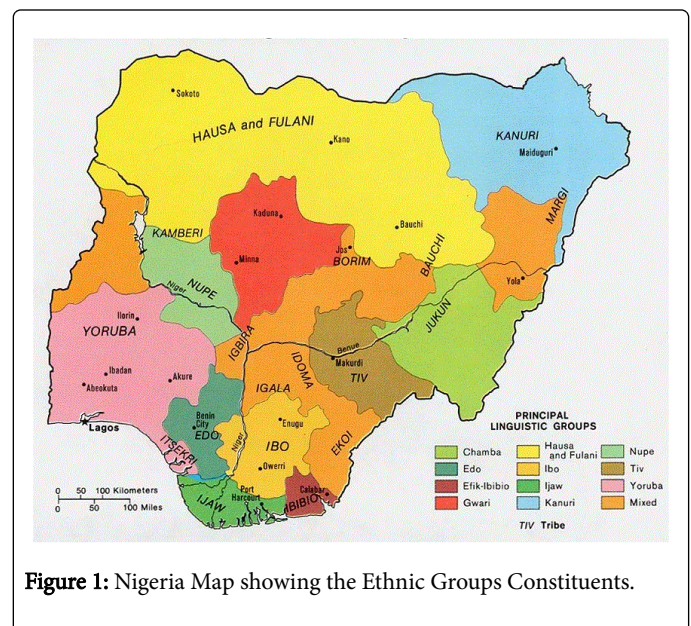 Sokoto
HAUSA and FULANI
Kano
KANURI
Maiduguri
MARGI
Kaduna
KAMBERI
Bauchi
BAUCHI
Jos
BORIM
Minna
Yola
NUPE
Niger
JUKUN
Ilorin
YORUBA
IGBIRA
Benue
Makurdi
IDOMA
TIV
Ibadan
Akure
Abeokuta
IGALA
Lagos
Benin
City
EDO
Enugu
IBO
Niger
EKOI
ITSEKRI
Owerri
Port
Harcourt
Calabar
IBIBIO
IJAW
0 50 100 Kilometers
0 50 100 Miles
PRINCIPAL
LINGUISTIC GROUPS
Chamba
Edo
Efik-Ibibio
Gwari
Hausa
and Fulani
Ibo
Ijaw
Kanuri
Nupe
Tiv
Yoruba
Mixed
TIV Tribe
Figure 1: Nigeria Map showing the Ethnic Groups Constituents.